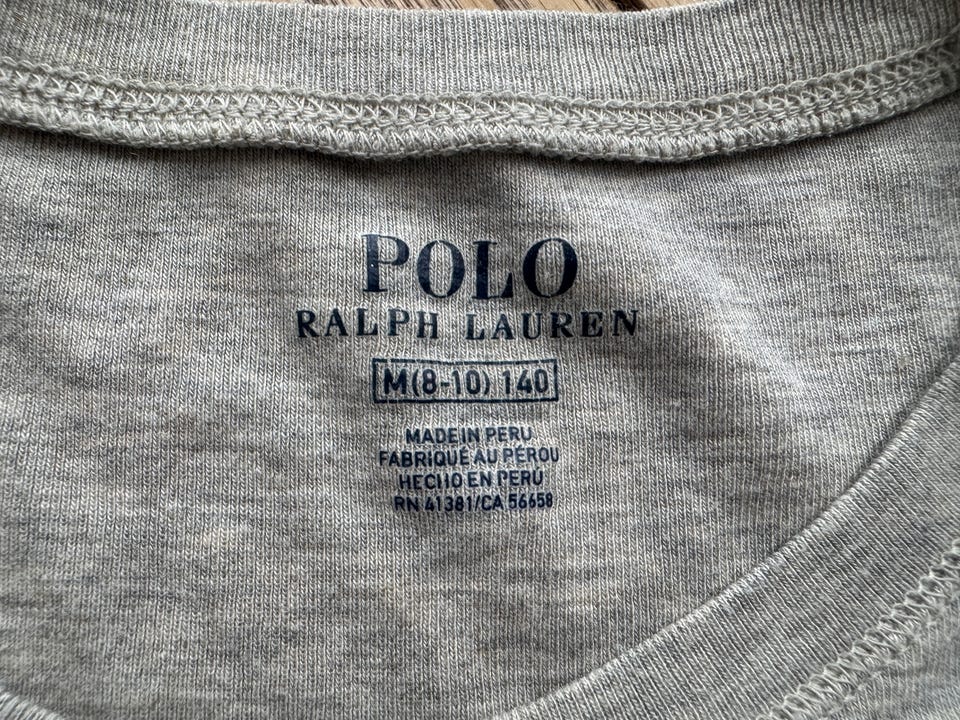 POLO
RALPH LAUREN
M(8-10) 140
MADE IN PERU
FABRIQUÉ AU PÉROU
HECHO EN PERÚ
RN 41381/CA 56658